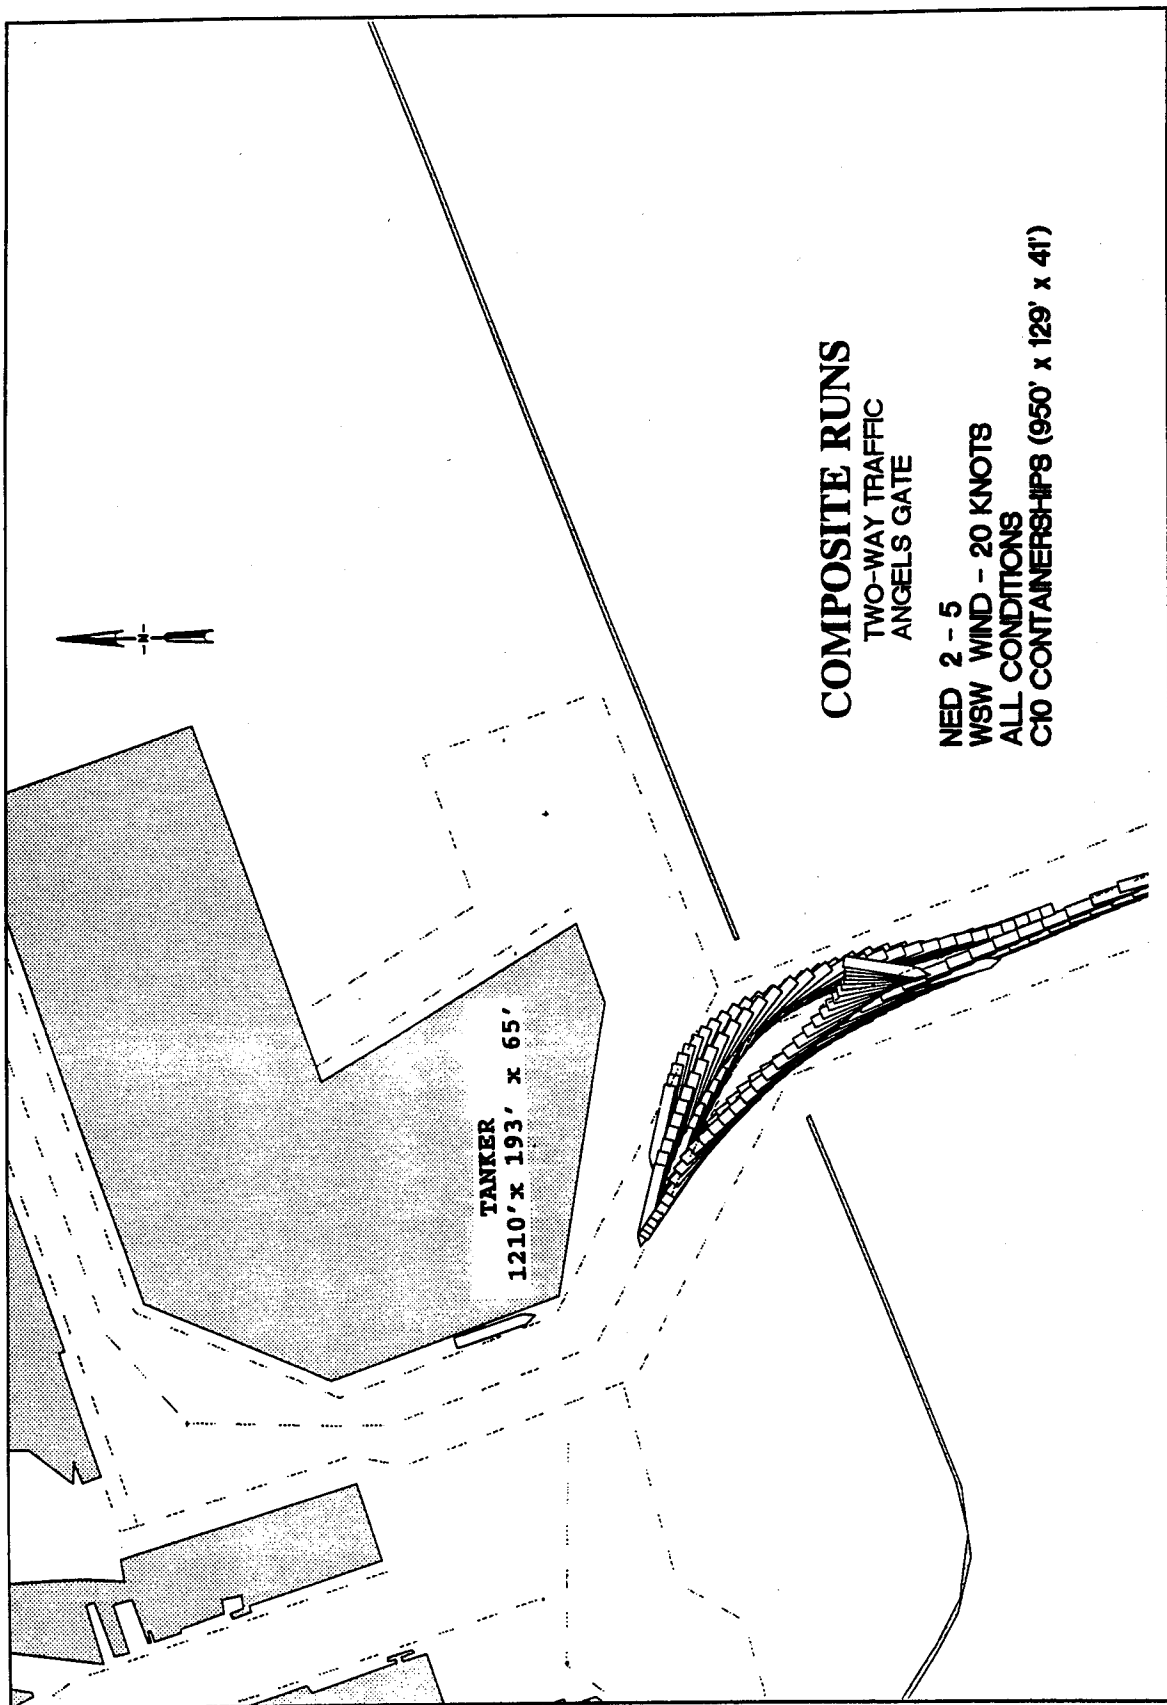 TANKER
1210'x 193' x 65'
N
COMPOSITE RUNS
TWO-WAY TRAFFIC
ANGELS GATE
NED 2 - 5
WSW WIND - 20 KNOTS
ALL CONDITIONS
C10 CONTAINERSHIPS (950' x 129' x 41')